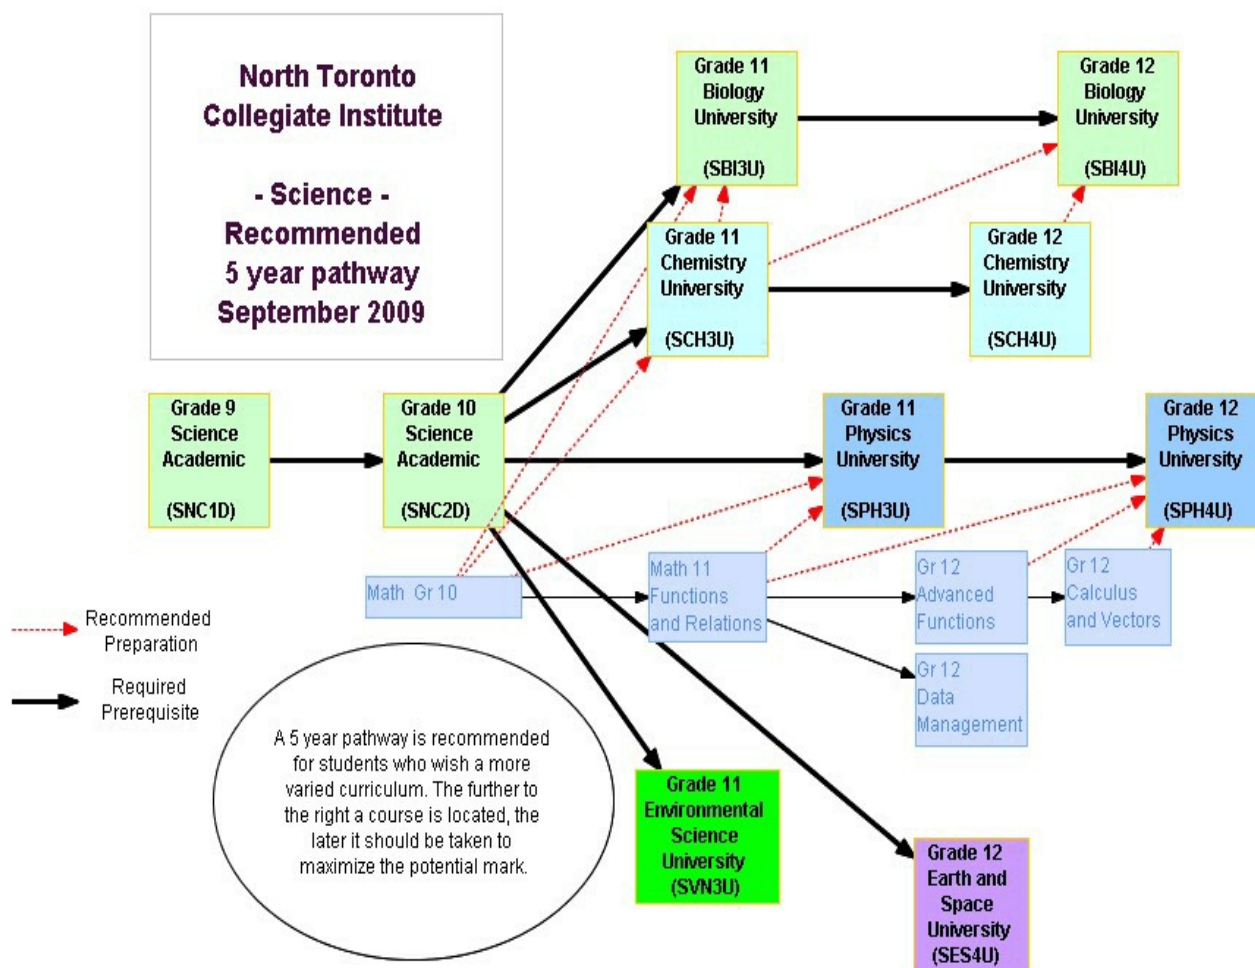 North Toronto
Collegiate Institute
- Science -
Recommended
5 year pathway
September 2009
Grade 11
Biology
University
(SBI3U)
Grade 12
Biology
University
(SBI4U)
Grade 11
Chemistry
University
(SCH3U)
Grade 12
Chemistry
University
(SCH4U)
Grade 9
Science
Academic
(SNC1D)
Grade 10
Science
Academic
(SNC2D)
Grade 11
Physics
University
(SPH3U)
Grade 12
Physics
University
(SPH4U)
Math Gr 10
Math 11
Functions
and Relations
Gr 12
Advanced
Functions
Gr 12
Calculus
and Vectors
Gr 12
Data
Management
Recommended
Preparation
Required
Prerequisite
A 5 year pathway is recommended
for students who wish a more
varied curriculum. The further to
the right a course is located, the
later it should be taken to
maximize the potential mark.
Grade 11
Environmental
Science
University
(SVN3U)
Grade 12
Earth and
Space
University
(SES4U)